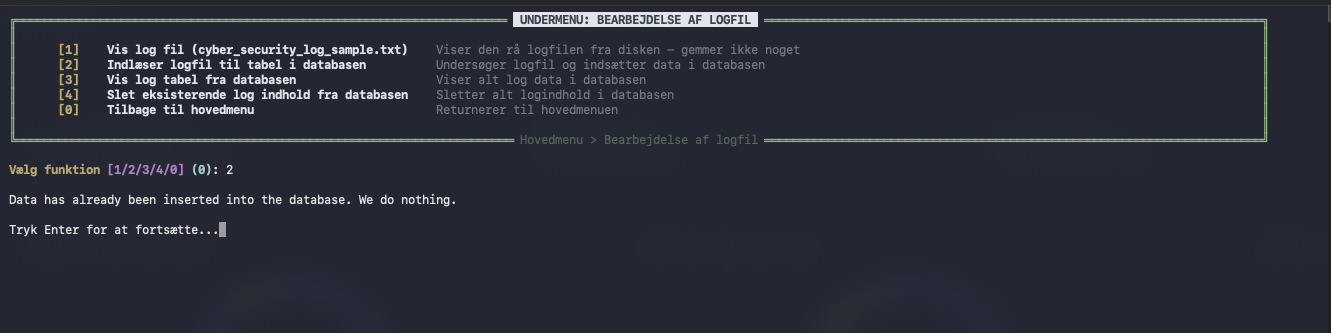 UNDERMENU: BEARBEJDELSE AF LOGFIL
[1] Vis log fil (cyber_security_log_sample.txt) Viser den rå logfilen fra disken – gemmer ikke noget
[2] Indlæser logfil til tabel i databasen Undersøger logfil og indsætter data i databasen
[3] Vis log tabel fra databasen Viser alt log data i databasen
[4] Slet eksisterende log indhold fra databasen Sletter alt logindhold i databasen
[0] Tilbage til hovedmenu Returnerer til hovedmenuen
Hovedmenu > Bearbejdelse af logfil
Vælg funktion [1/2/3/4/0] (0): 2
Data has already been inserted into the database. We do nothing.
Tryk Enter for at fortsætte...